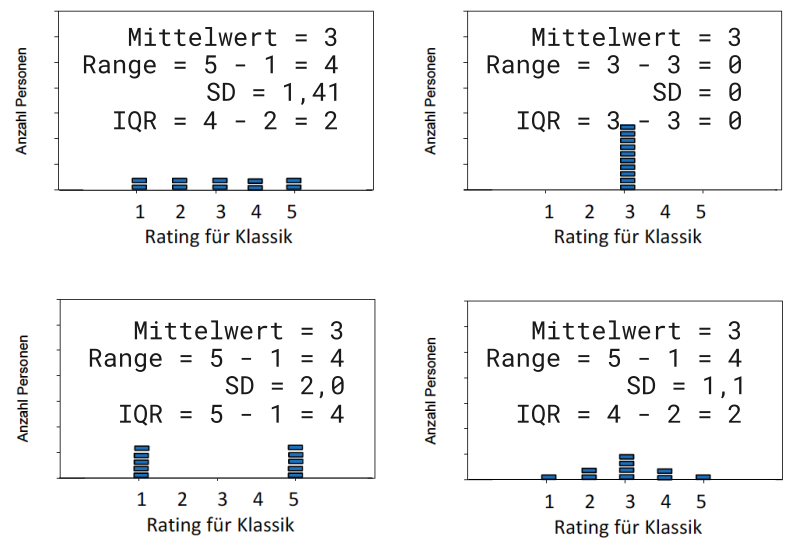 Mittelwert = 3
Range = 5 - 1 = 4
SD = 1,41
IQR = 4 - 2 = 2
Anzahl Personen
1 2 3 4 5
Rating für Klassik
Mittelwert = 3
Range = 3 - 3 = 0
SD = 0
IQR = 3 - 3 = 0
Anzahl Personen
1 2 3 4 5
Rating für Klassik
Mittelwert = 3
Range = 5 - 1 = 4
SD = 2,0
IQR = 5 - 1 = 4
Anzahl Personen
1 2 3 4 5
Rating für Klassik
Mittelwert = 3
Range = 5 - 1 = 4
SD = 1,1
IQR = 4 - 2 = 2
Anzahl Personen
1 2 3 4 5
Rating für Klassik